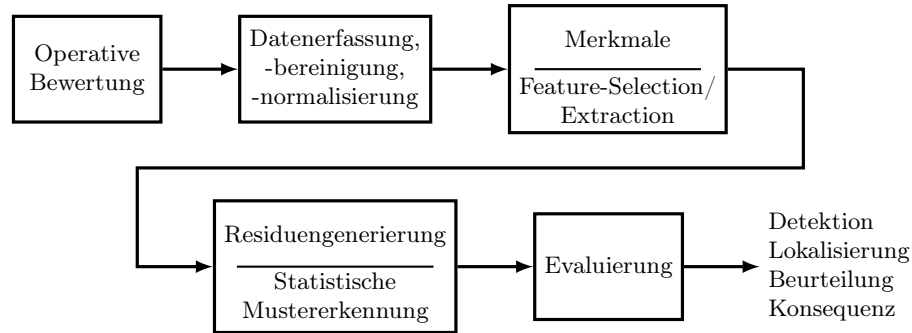 Operative
Bewertung
Datenerfassung,
-bereinigung,
-normalisierung
Merkmale
Feature-Selection/
Extraction
Residuengenerierung
Statistische
Mustererkennung
Evaluierung
Detektion
Lokalisierung
Beurteilung
Konsequenz